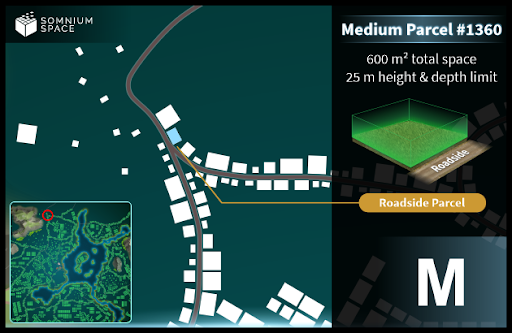 SOMNIUM
SPACE
Medium Parcel #1360
600 m² total space
25 m height & depth limit
Roadside
Roadside Parcel
M